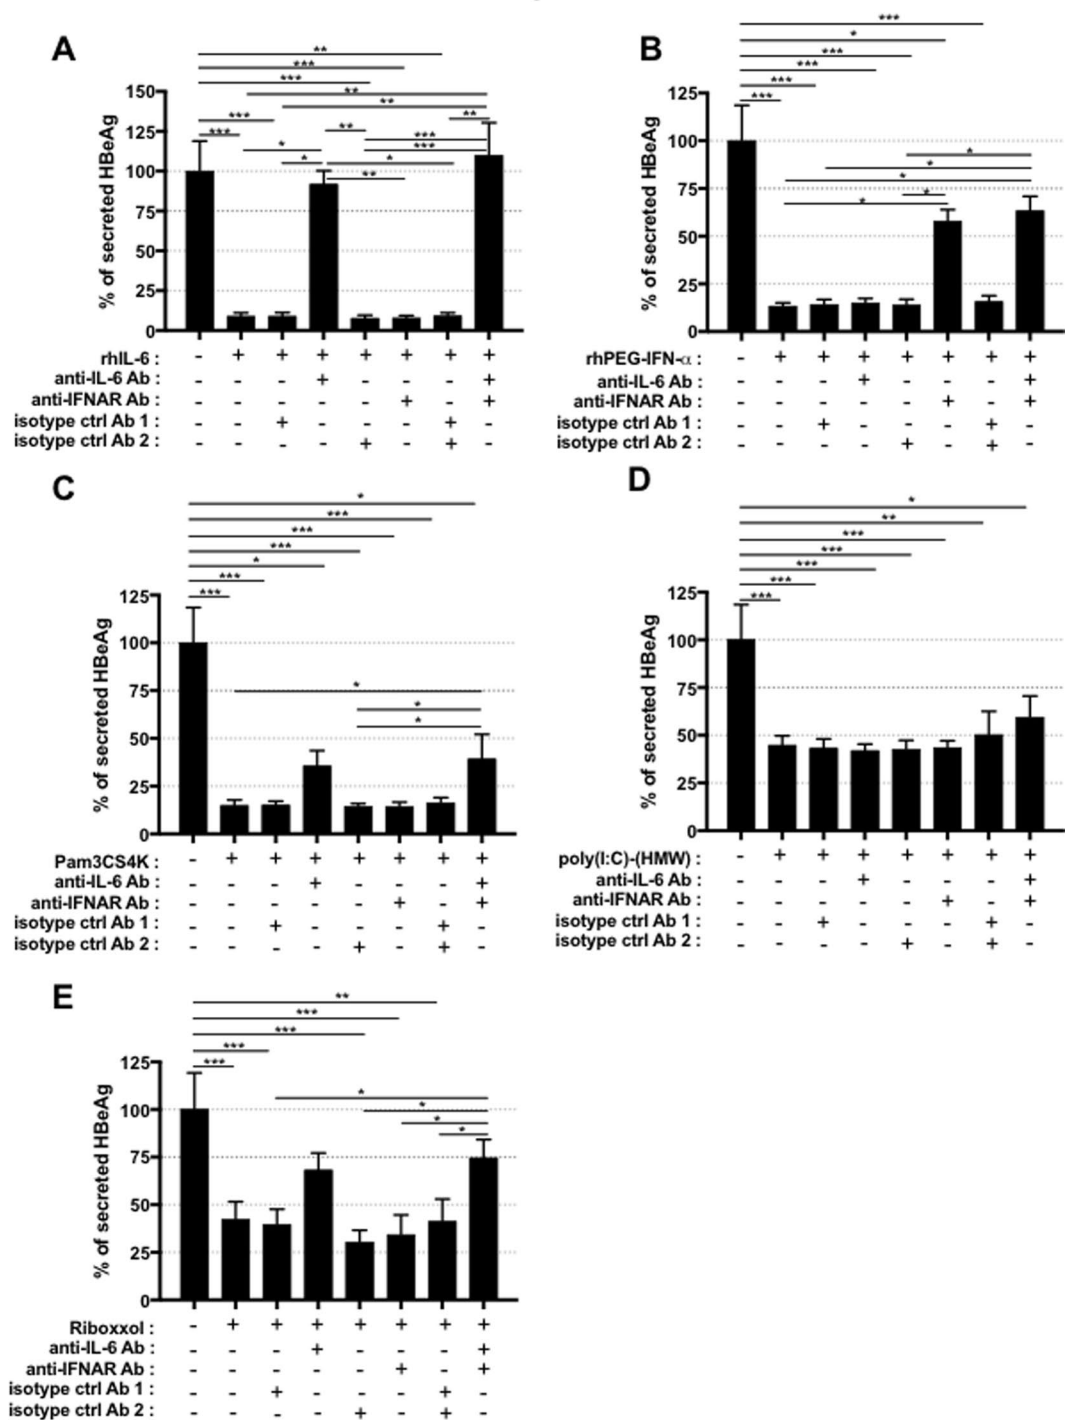 A
** 
***
***
**
**
***
**
***
**
***
*
***
*
*
**
% of secreted HBeAg
150
125
100
75
50
25
0
rhIL-6 : - + + + + + + +
anti-IL-6 Ab : - - - + - - - +
anti-IFNAR Ab : - - - - - + - +
isotype ctrl Ab 1 : - - + - - - + -
isotype ctrl Ab 2 : - - - - + - + -
B
***
*
***
***
***
***
*
*
*
*
*
% of secreted HBeAg
125
100
75
50
25
0
rhPEG-IFN-α : - + + + + + + +
anti-IL-6 Ab : - - - + - - - +
anti-IFNAR Ab : - - - - - + - +
isotype ctrl Ab 1 : - - + - - - + -
isotype ctrl Ab 2 : - - - - + - + -
C
*
***
***
***
*
***
***
*
*
*
% of secreted HBeAg
125
100
75
50
25
0
Pam3CS4K : - + + + + + + +
anti-IL-6 Ab : - - - + - - - +
anti-IFNAR Ab : - - - - - + - +
isotype ctrl Ab 1 : - - + - - - + -
isotype ctrl Ab 2 : - - - - + - + -
D
*
**
***
***
***
***
***
% of secreted HBeAg
125
100
75
50
25
0
poly(I:C)-(HMW) : - + + + + + + +
anti-IL-6 Ab : - - - + - - - +
anti-IFNAR Ab : - - - - - + - +
isotype ctrl Ab 1 : - - + - - - + -
isotype ctrl Ab 2 : - - - - + - + -
E
**
***
***
***
***
*
*
*
*
% of secreted HBeAg
125
100
75
50
25
0
Riboxxol : - + + + + + + +
anti-IL-6 Ab : - - - + - - - +
anti-IFNAR Ab : - - - - - + - +
isotype ctrl Ab 1 : - - + - - - + -
isotype ctrl Ab 2 : - - - - + - + -